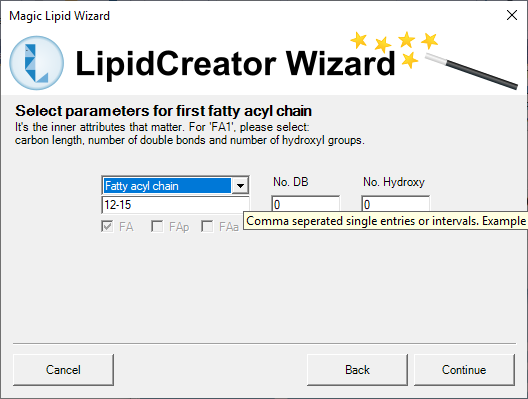 Magic Lipid Wizard
LipidCreator Wizard
Select parameters for first fatty acyl chain
It's the inner attributes that matter. For 'FA1', please select:
carbon length, number of double bonds and number of hydroxyl groups.
Fatty acyl chain No. DB No. Hydroxy
12-15 0 0
Comma seperated single entries or intervals. Example
FA FAp FAa
Cancel Back Continue